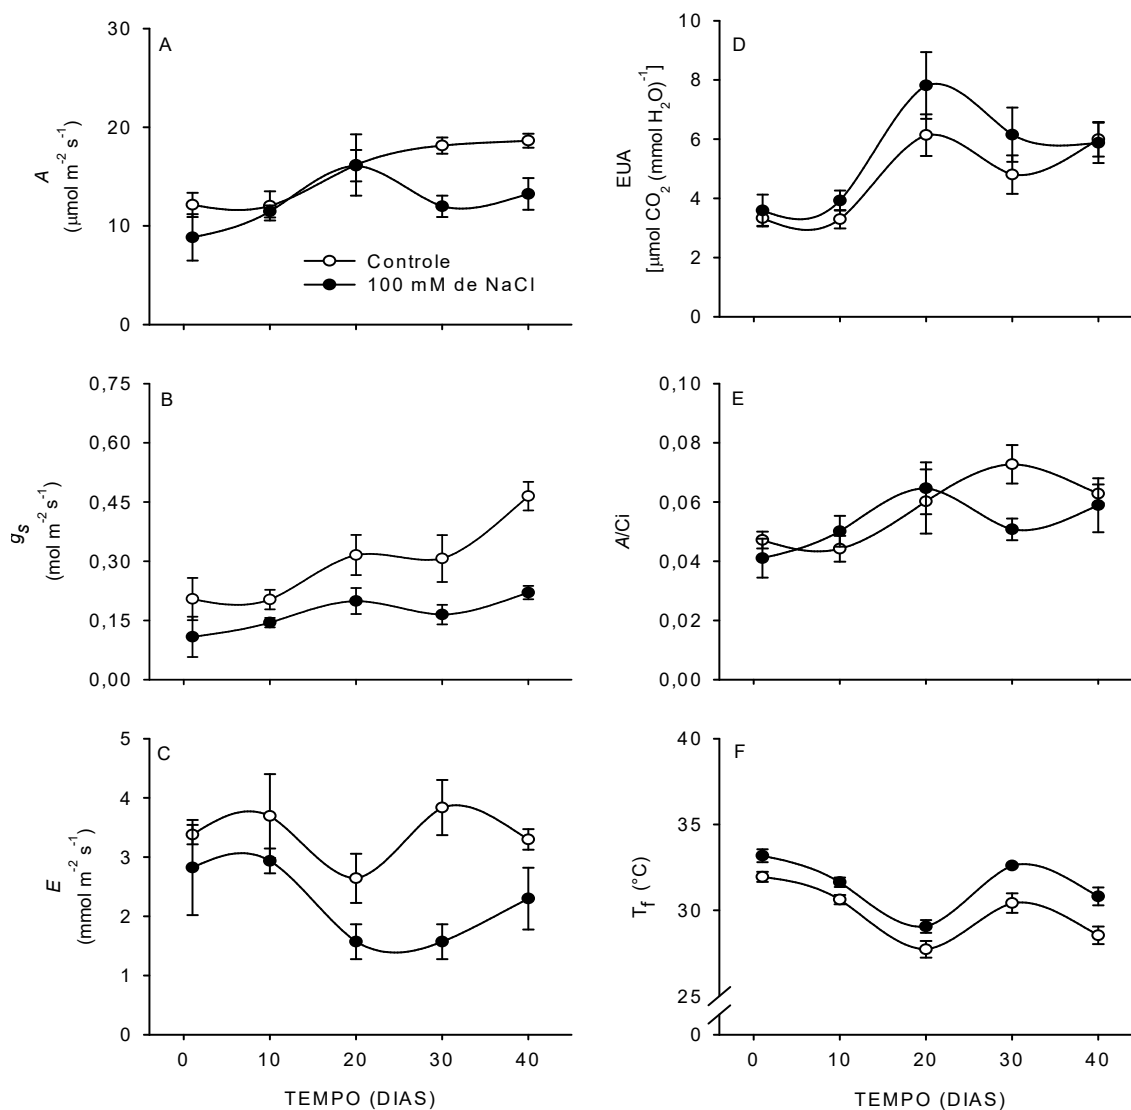 A
30
20
10
0
A
(µmol m⁻² s⁻¹)
Controle
100 mM de NaCl
B
0,75
0,60
0,45
0,30
0,15
0,00
gs
(mol m⁻² s⁻¹)
C
5
4
3
2
1
0
E
(mmol m⁻² s⁻¹)
0 10 20 30 40
TEMPO (DIAS)
D
10
8
6
4
2
0
EUA
[µmol CO₂ (mmol H₂O)⁻¹]
E
0,10
0,08
0,06
0,04
0,02
0,00
A/Ci
F
40
35
30
25
0
Tf (°C)
0 10 20 30 40
TEMPO (DIAS)